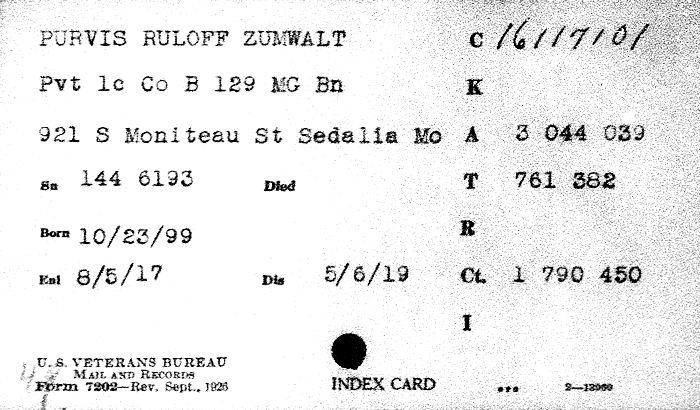 PURVIS RULOFF ZUMWALT C 16117101
Pvt 1c Co B 129 MG Bn K
921 S Moniteau St Sedalia Mo A 3 044 039
Sn 144 6193 Died T 761 382
R
Born 10/23/99
Enl 8/5/17 Dis 5/6/19 Ct. 1 790 450
I
U. S. VETERANS BUREAU
MAIL AND RECORDS
Form 7202—Rev. Sept., 1926 INDEX CARD